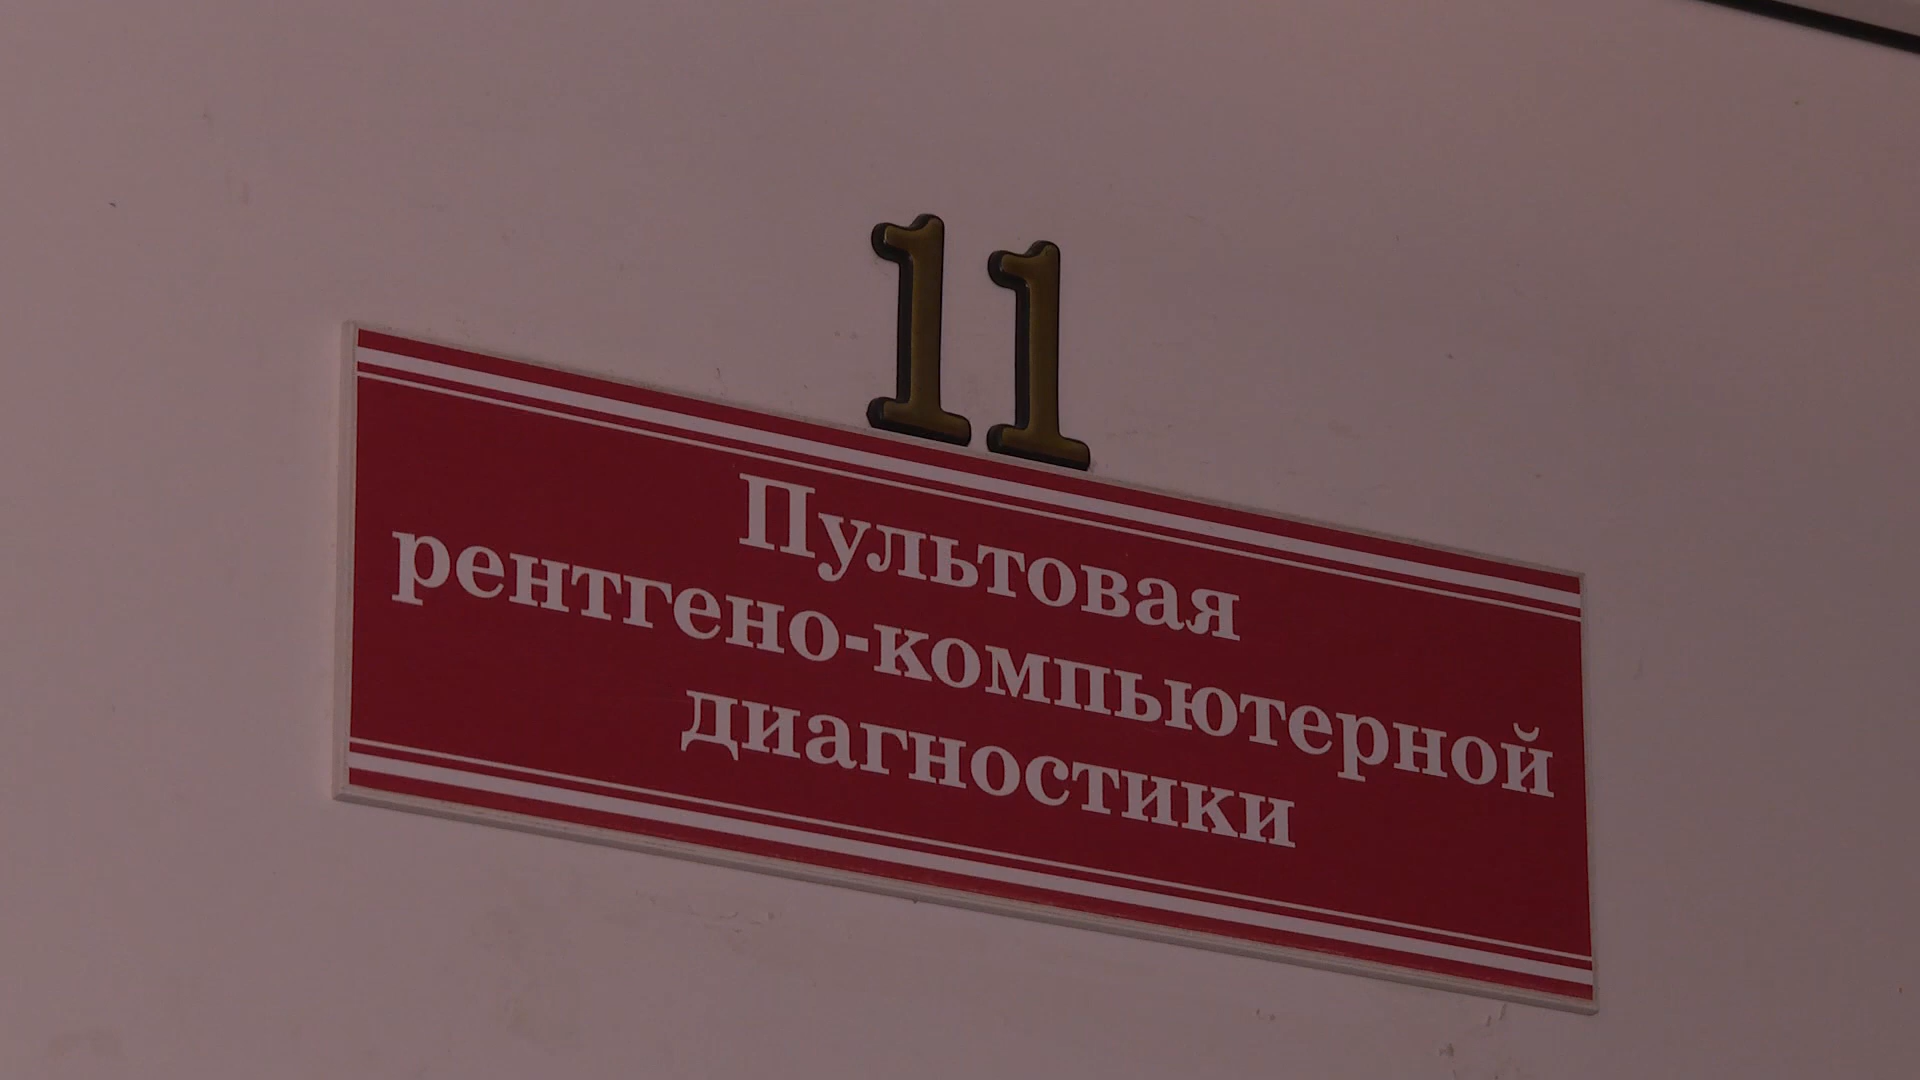 11
Пультовая
рентгено-компьютерной
диагностики